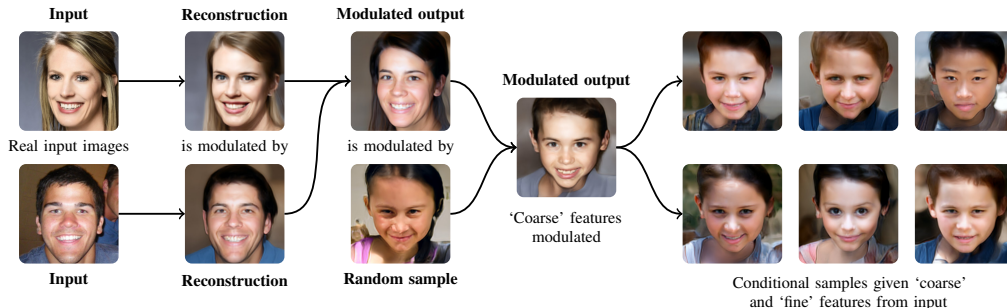 Input
Reconstruction
Modulated output
Modulated output
Real input images
is modulated by
is modulated by
‘Coarse’ features
modulated
Input
Reconstruction
Random sample
Conditional samples given ‘coarse’
and ‘fine’ features from input